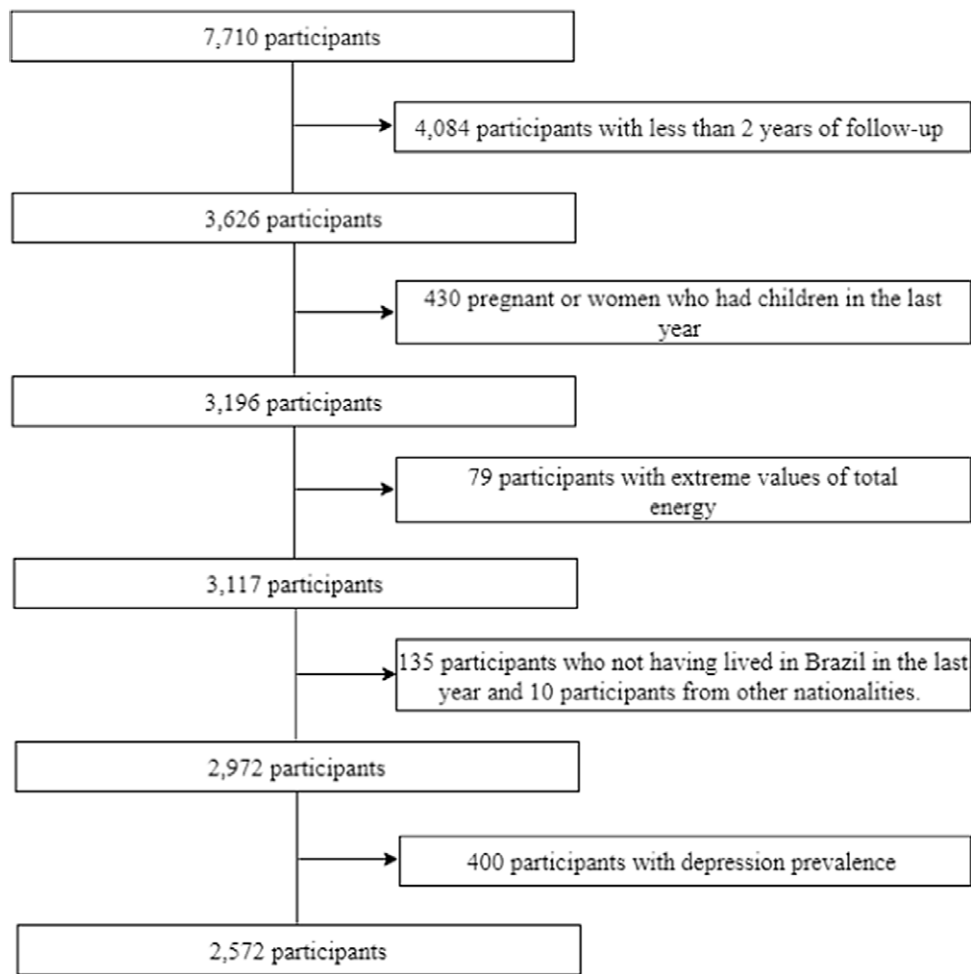 7,710 participants
4,084 participants with less than 2 years of follow-up
3,626 participants
430 pregnant or women who had children in the last
year
3,196 participants
79 participants with extreme values of total
energy
3,117 participants
135 participants who not having lived in Brazil in the last
year and 10 participants from other nationalities.
2,972 participants
400 participants with depression prevalence
2,572 participants